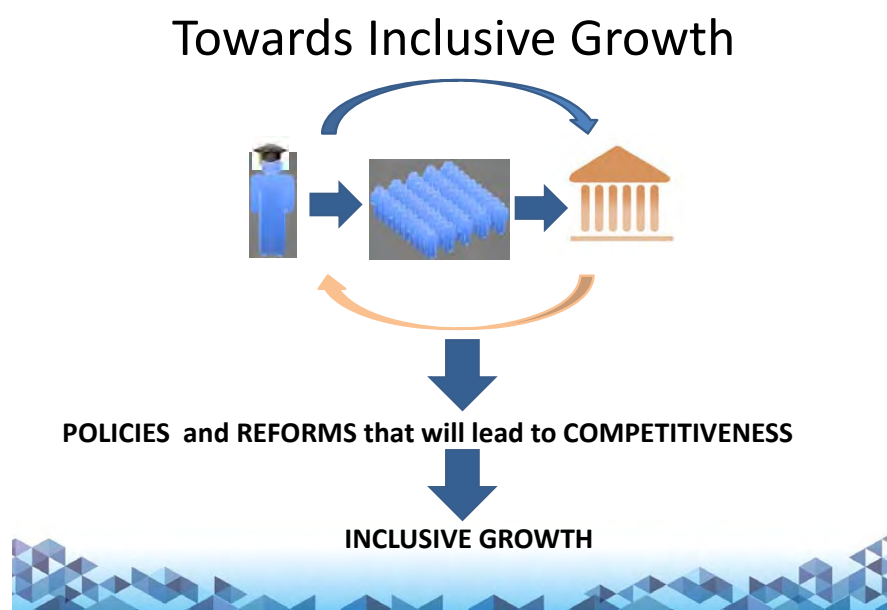 Towards Inclusive Growth
POLICIES and REFORMS that will lead to COMPETITIVENESS
INCLUSIVE GROWTH